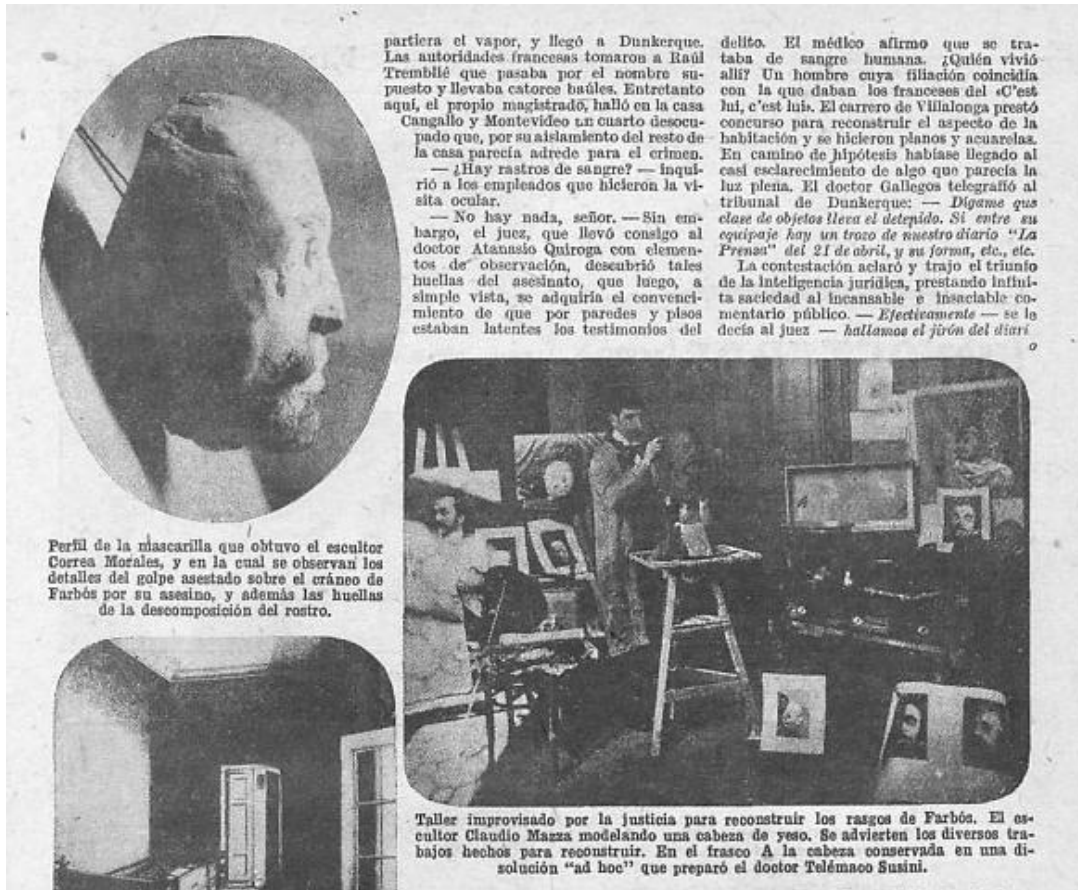 partiera el vapor, y llegó a Dunkerque.
Las autoridades francesas tomaron a Raúl
Tremblié que pasaba por el nombre su-
puesto y llevaba catorce baúles. Entretanto
aquí, el propio magistrado, halló en la casa
Cangallo y Montevideo un cuarto desocu-
pado que, por su aislamiento del resto de
la casa parecía adrede para el crimen.
— ¿Hay rastros de sangre? — inqui-
rió a los empleados que hicieron la vi-
sita ocular.
— No hay nada, señor. — Sin em-
bargo, el juez, que llevó consigo al
doctor Atanasio Quiroga con elemen-
tos de observación, descubrió tales
huellas del asesinato, que luego, a
simple vista, se adquiría el convenci-
miento de que por paredes y pisos
estaban latentes los testimonios del
delito. El médico afirmo que se tra-
taba de sangre humana. ¿Quién vivió
allí? Un hombre cuya filiación coincidía
con la que daban los franceses del «C'est
lui, c'est lui». El carrero de Villalonga prestó
concurso para reconstruir el aspecto de la
habitación y se hicieron planos y acuarelas.
En camino de hipótesis habíase llegado al
casi esclarecimiento de algo que parecía la
luz plena. El doctor Gallegos telegrafió al
tribunal de Dunkerque: — Dígame que
clase de objetos lleva el detenido. Si entre su
equipaje hay un trozo de nuestro diario "La
Prensa" del 21 de abril, y su forma, etc., etc.
La contestación aclaró y trajo el triunfo
de la inteligencia jurídica, prestando infini-
ta saciedad al incansable e insaciable co-
mentario público. — Efectivamente — se le
decía al juez — hallamos el jirón del diari
o
Perfil de la mascarilla que obtuvo el escultor
Correa Morales, y en la cual se observan los
detalles del golpe asestado sobre el cráneo de
Farbós por su asesino, y además las huellas
de la descomposición del rostro.
Taller improvisado por la justicia para reconstruir los rasgos de Farbós. El es-
cultor Claudio Mazza modelando una cabeza de yeso. Se advierten los diversos tra-
bajos hechos para reconstruir. En el frasco A la cabeza conservada en una di-
solución "ad hoc" que preparó el doctor Telémaco Susini.